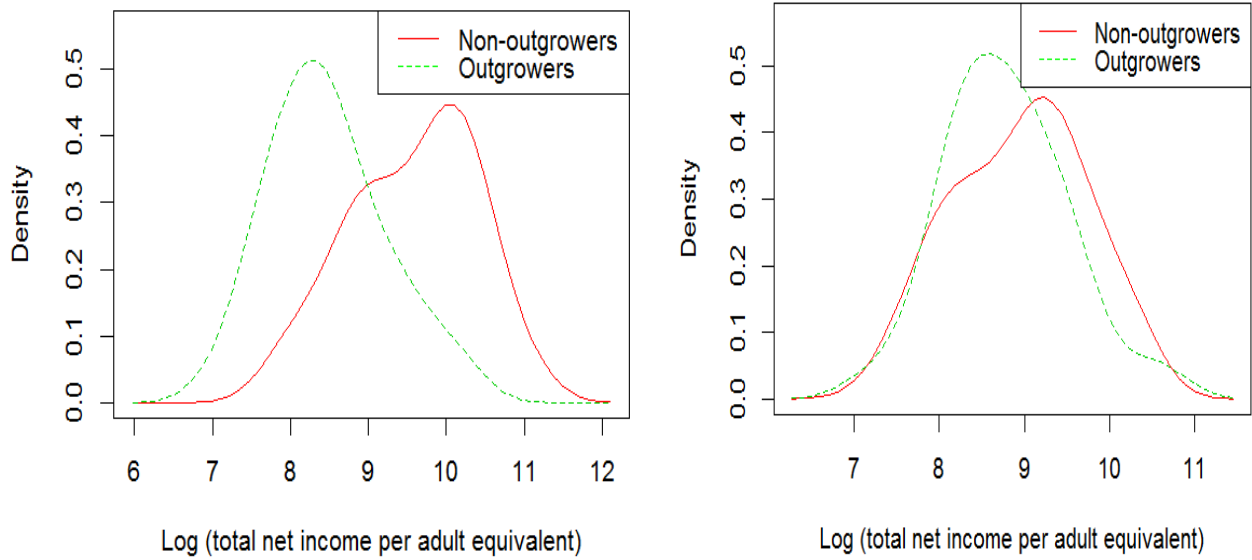 Non-outgrowers
Outgrowers
Density
0.0 0.1 0.2 0.3 0.4 0.5
6 7 8 9 10 11 12
Log (total net income per adult equivalent)
Non-outgrowers
Outgrowers
Density
0.0 0.1 0.2 0.3 0.4 0.5
7 8 9 10 11
Log (total net income per adult equivalent)